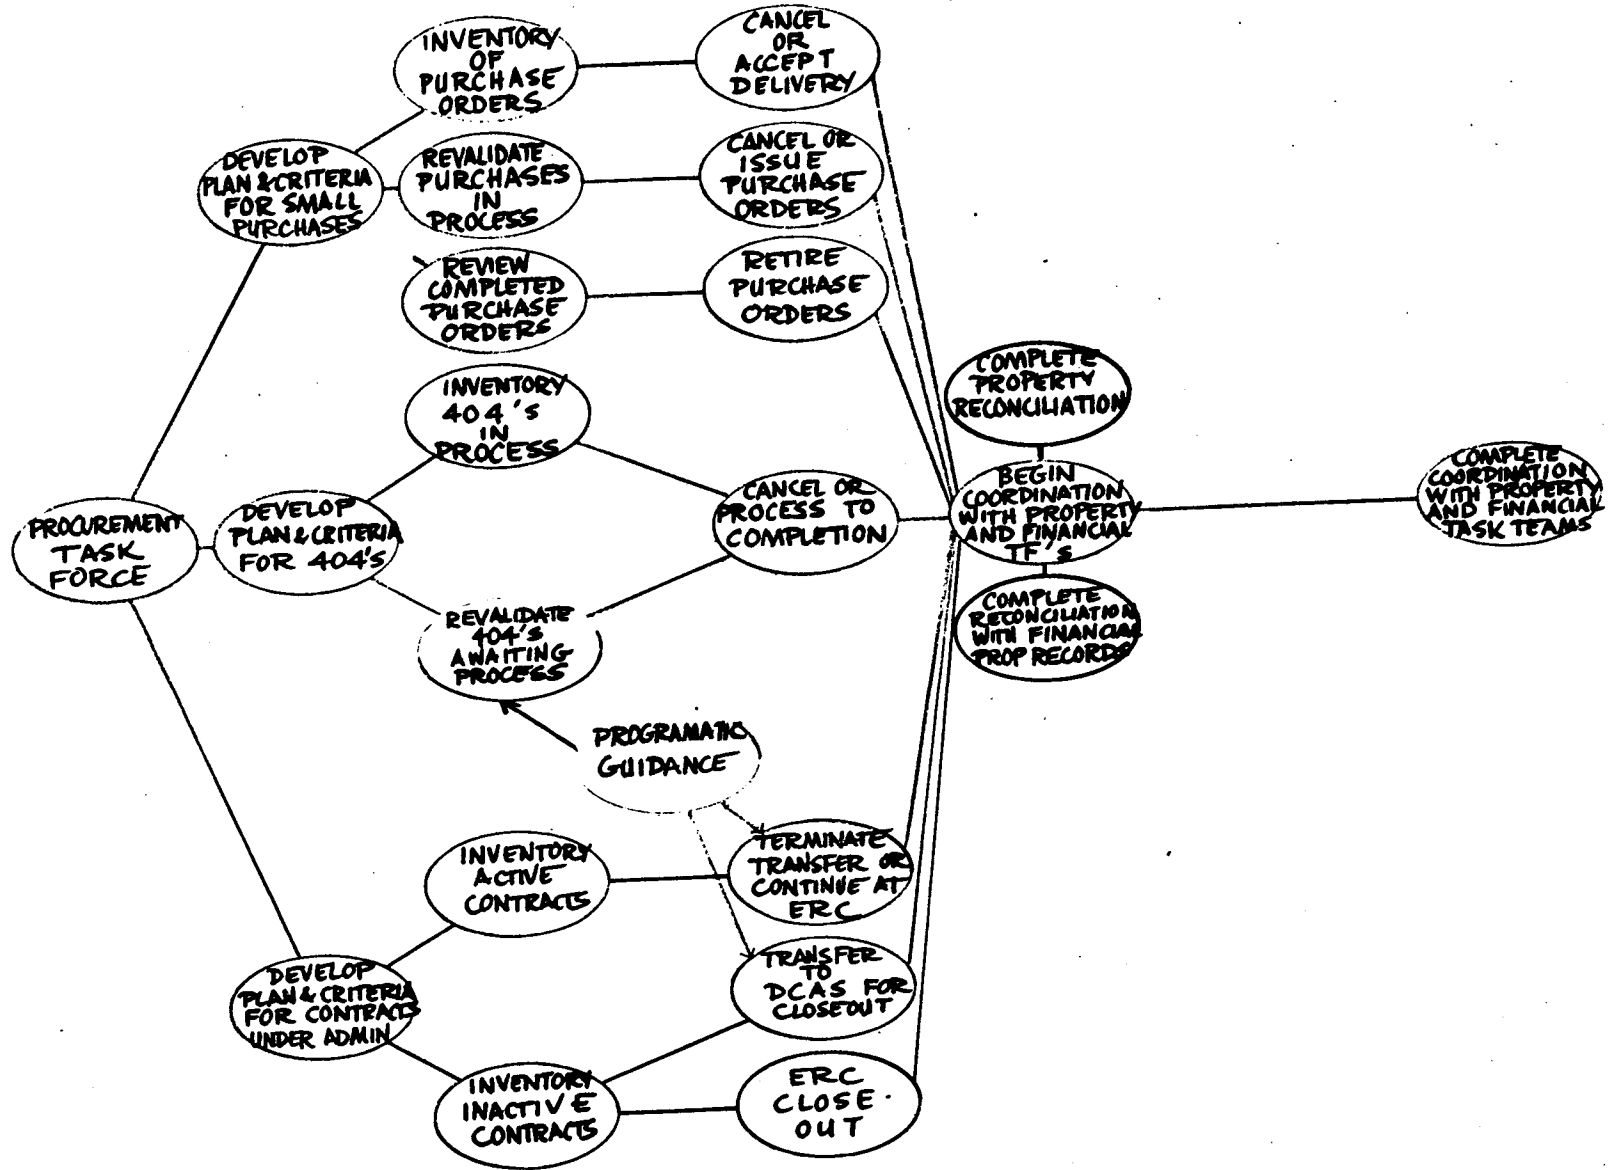 INVENTORY
OF
PURCHASE
ORDERS
CANCEL
OR
ACCEPT
DELIVERY
DEVELOP
PLAN & CRITERIA
FOR SMALL
PURCHASES
REVALIDATE
PURCHASES
IN
PROCESS
CANCEL OR
ISSUE
PURCHASE
ORDERS
REVIEW
COMPLETED
PURCHASE
ORDERS
RETIRE
PURCHASE
ORDERS
PROCUREMENT
TASK
FORCE
DEVELOP
PLAN & CRITERIA
FOR 404's
INVENTORY
404's
IN
PROCESS
REVALIDATE
404's
AWAITING
PROCESS
CANCEL OR
PROCESS TO
COMPLETION
COMPLETE
PROPERTY
RECONCILIATION
BEGIN
COORDINATION
WITH PROPERTY
AND FINANCIAL
TF's
COMPLETE
RECONCILIATION
WITH FINANCIAL
PROP RECORDS
COMPLETE
COORDINATION
WITH PROPERTY
AND FINANCIAL
TASK TEAMS
PROGRAMATIC
GUIDANCE
DEVELOP
PLAN & CRITERIA
FOR CONTRACTS
UNDER ADMIN
INVENTORY
ACTIVE
CONTRACTS
TERMINATE
TRANSFER OR
CONTINUE AT
ERC
TRANSFER
TO
DCAS FOR
CLOSEOUT
INVENTORY
INACTIVE
CONTRACTS
ERC
CLOSE
OUT